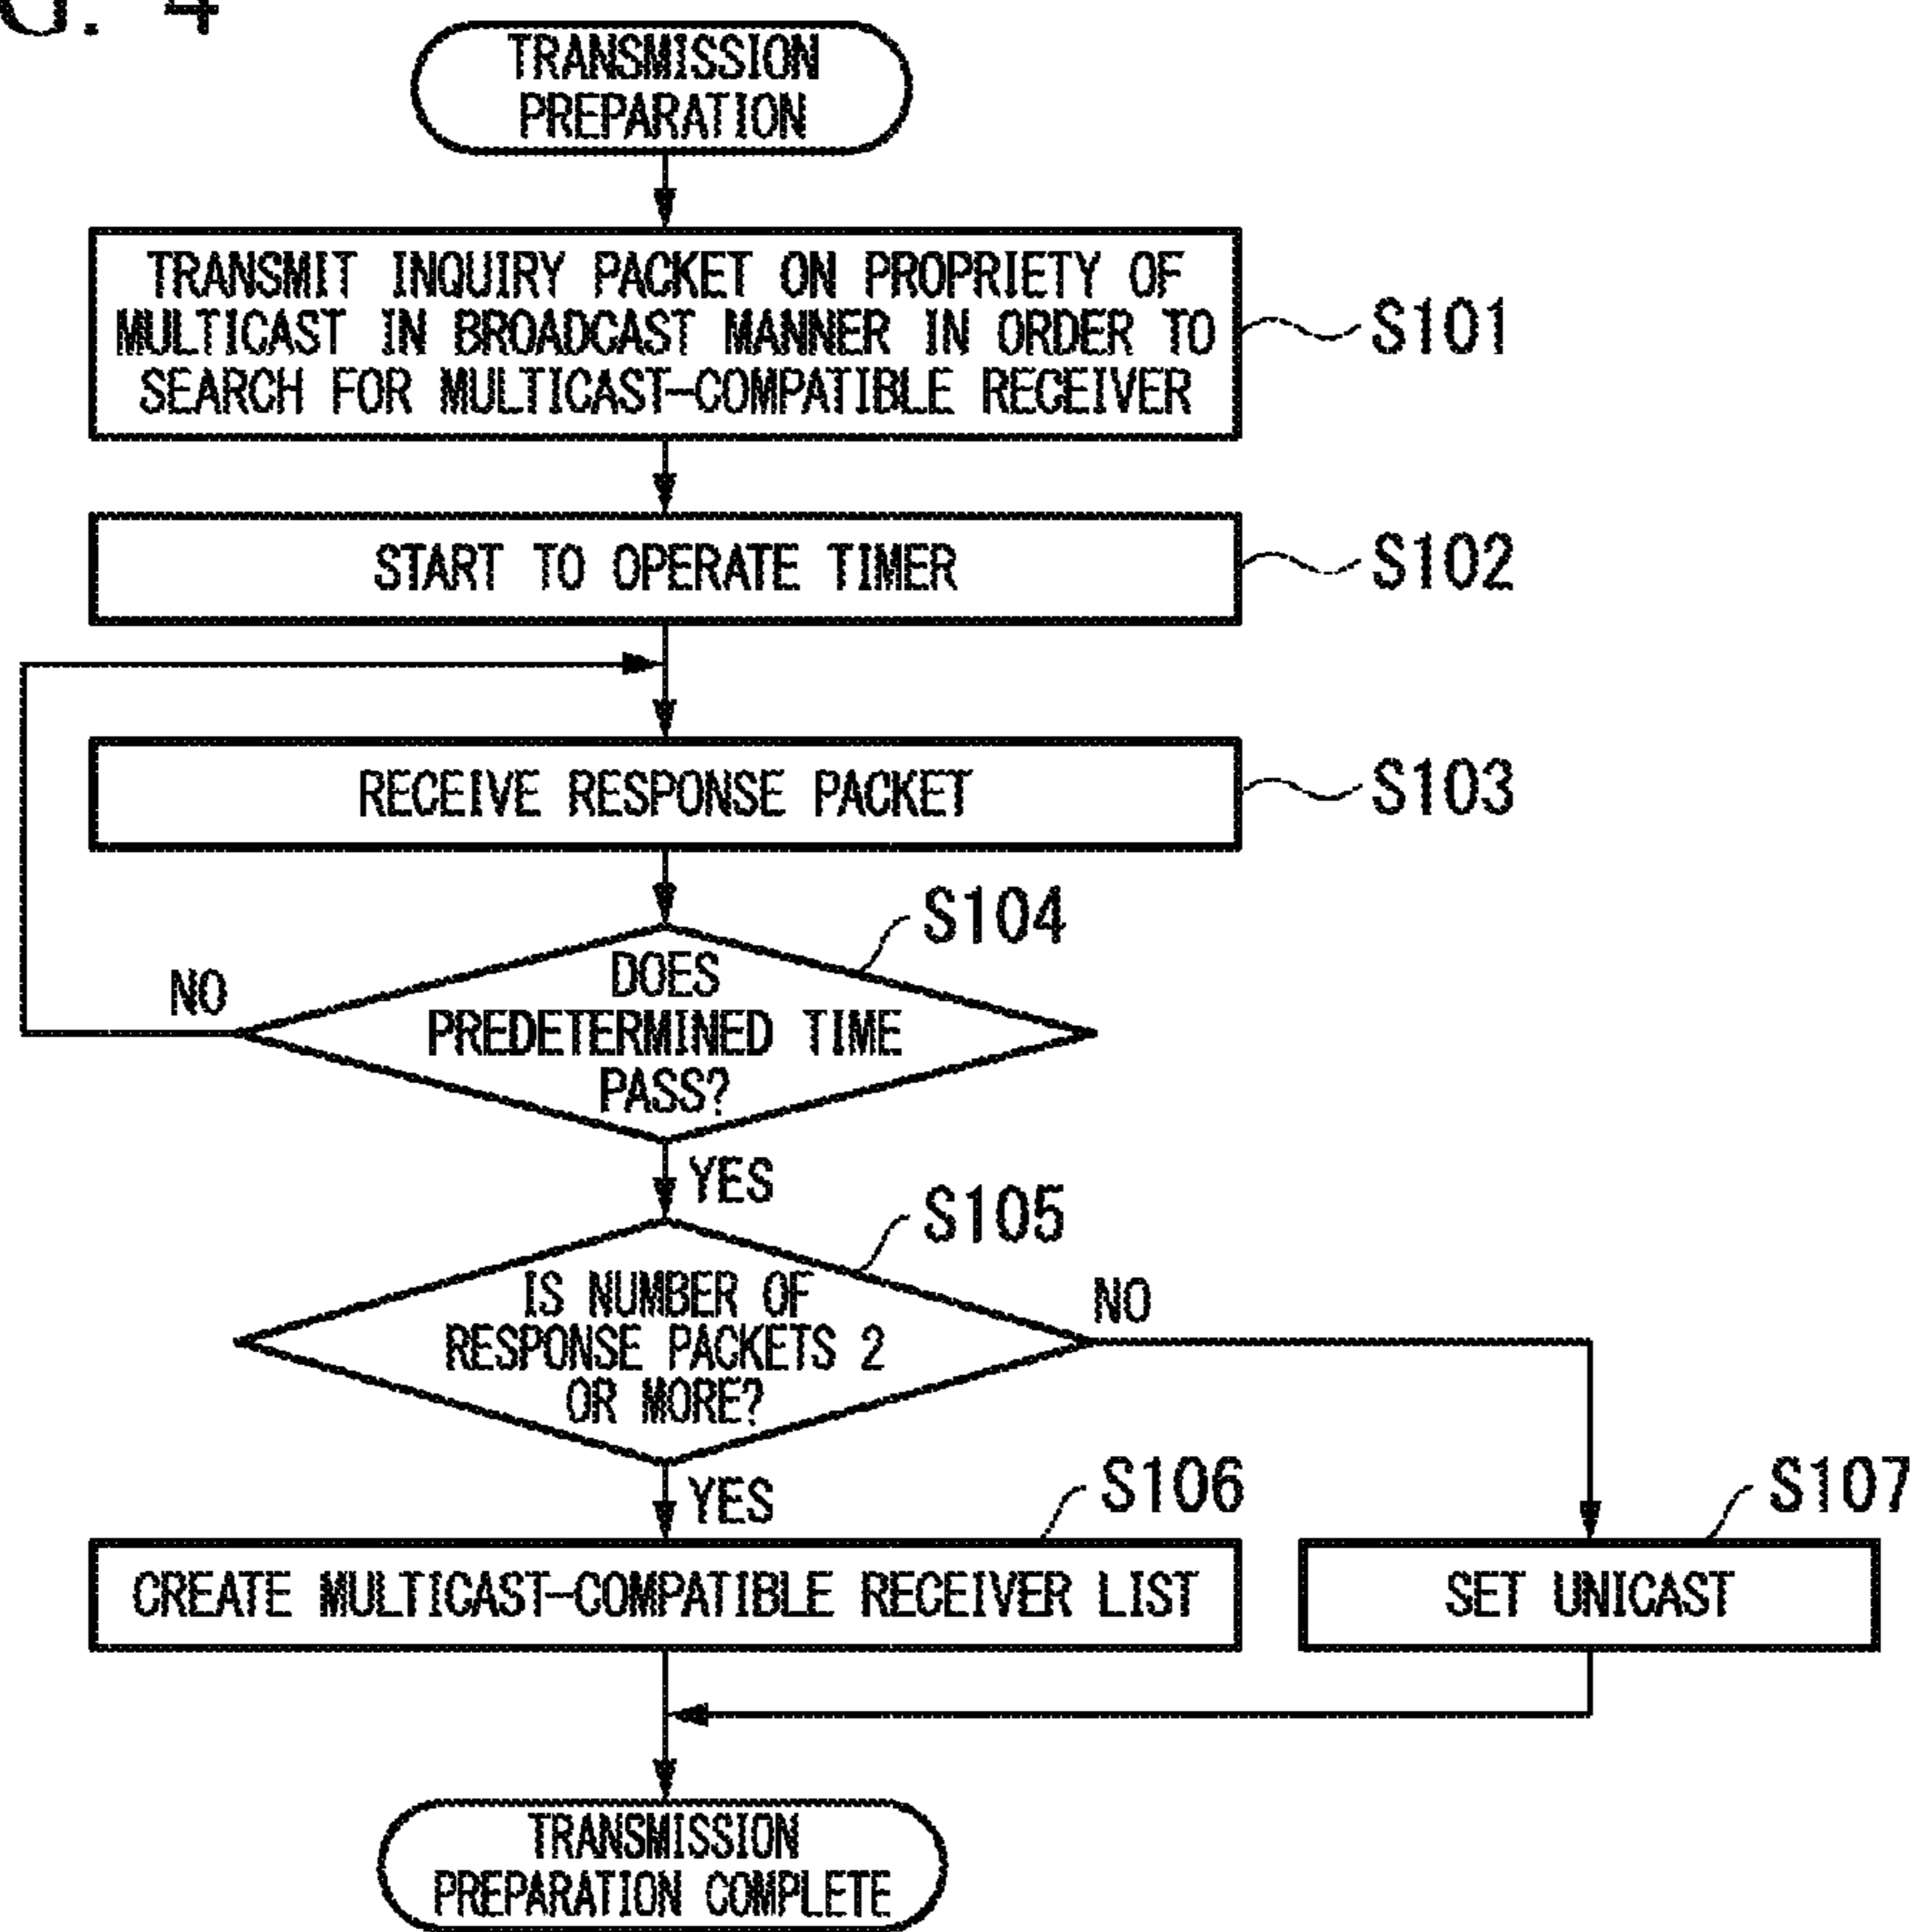 G. 4
TRANSMISSION
PREPARATION
TRANSMIT INQUIRY PACKET ON PROPRIETY OF
MULTICAST IN BROADCAST MANNER IN ORDER TO
SEARCH FOR MULTICAST-COMPATIBLE RECEIVER
S101
START TO OPERATE TIMER
S102
RECEIVE RESPONSE PACKET
S103
S104
DOES
PREDETERMINED TIME
PASS?
NO
YES
S105
IS NUMBER OF
RESPONSE PACKETS 2
OR MORE?
NO
YES
S106
CREATE MULTICAST-COMPATIBLE RECEIVER LIST
S107
SET UNICAST
TRANSMISSION
PREPARATION COMPLETE